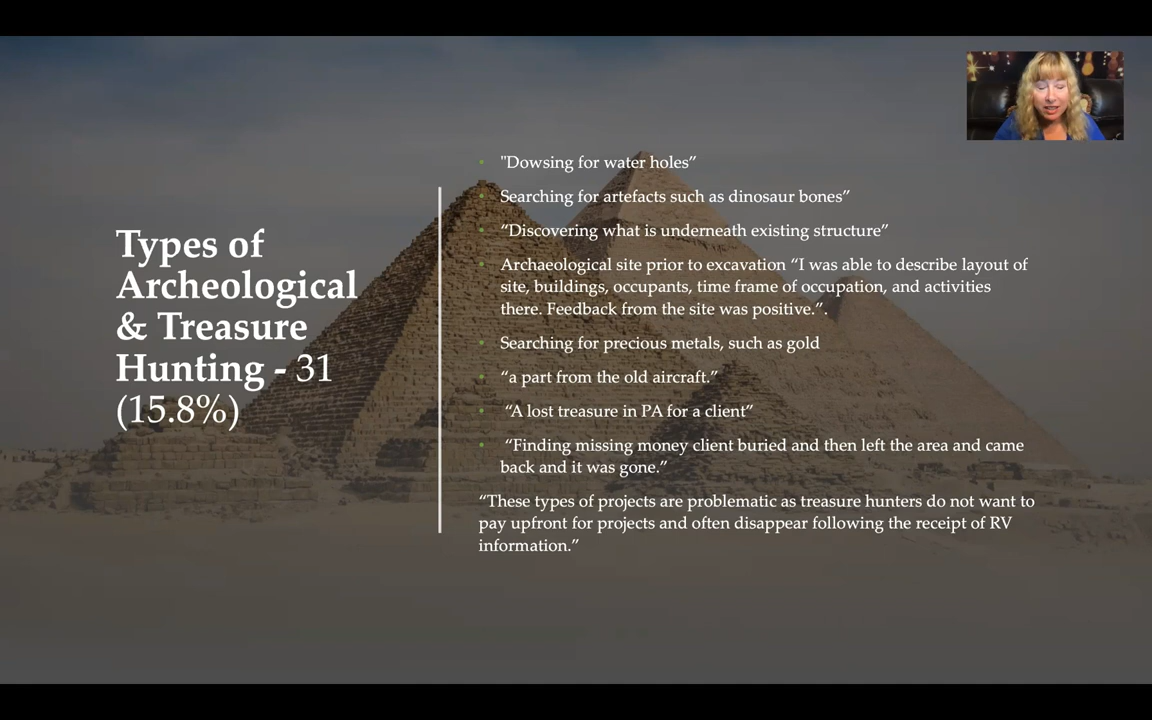 Types of
Archeological
& Treasure
Hunting - 31
(15.8%)
"Dowsing for water holes”
Searching for artefacts such as dinosaur bones”
“Discovering what is underneath existing structure”
Archaeological site prior to excavation “I was able to describe layout of
site, buildings, occupants, time frame of occupation, and activities
there. Feedback from the site was positive.”.
Searching for precious metals, such as gold
“a part from the old aircraft.”
“A lost treasure in PA for a client”
“Finding missing money client buried and then left the area and came
back and it was gone.”
“These types of projects are problematic as treasure hunters do not want to
pay upfront for projects and often disappear following the receipt of RV
information.”